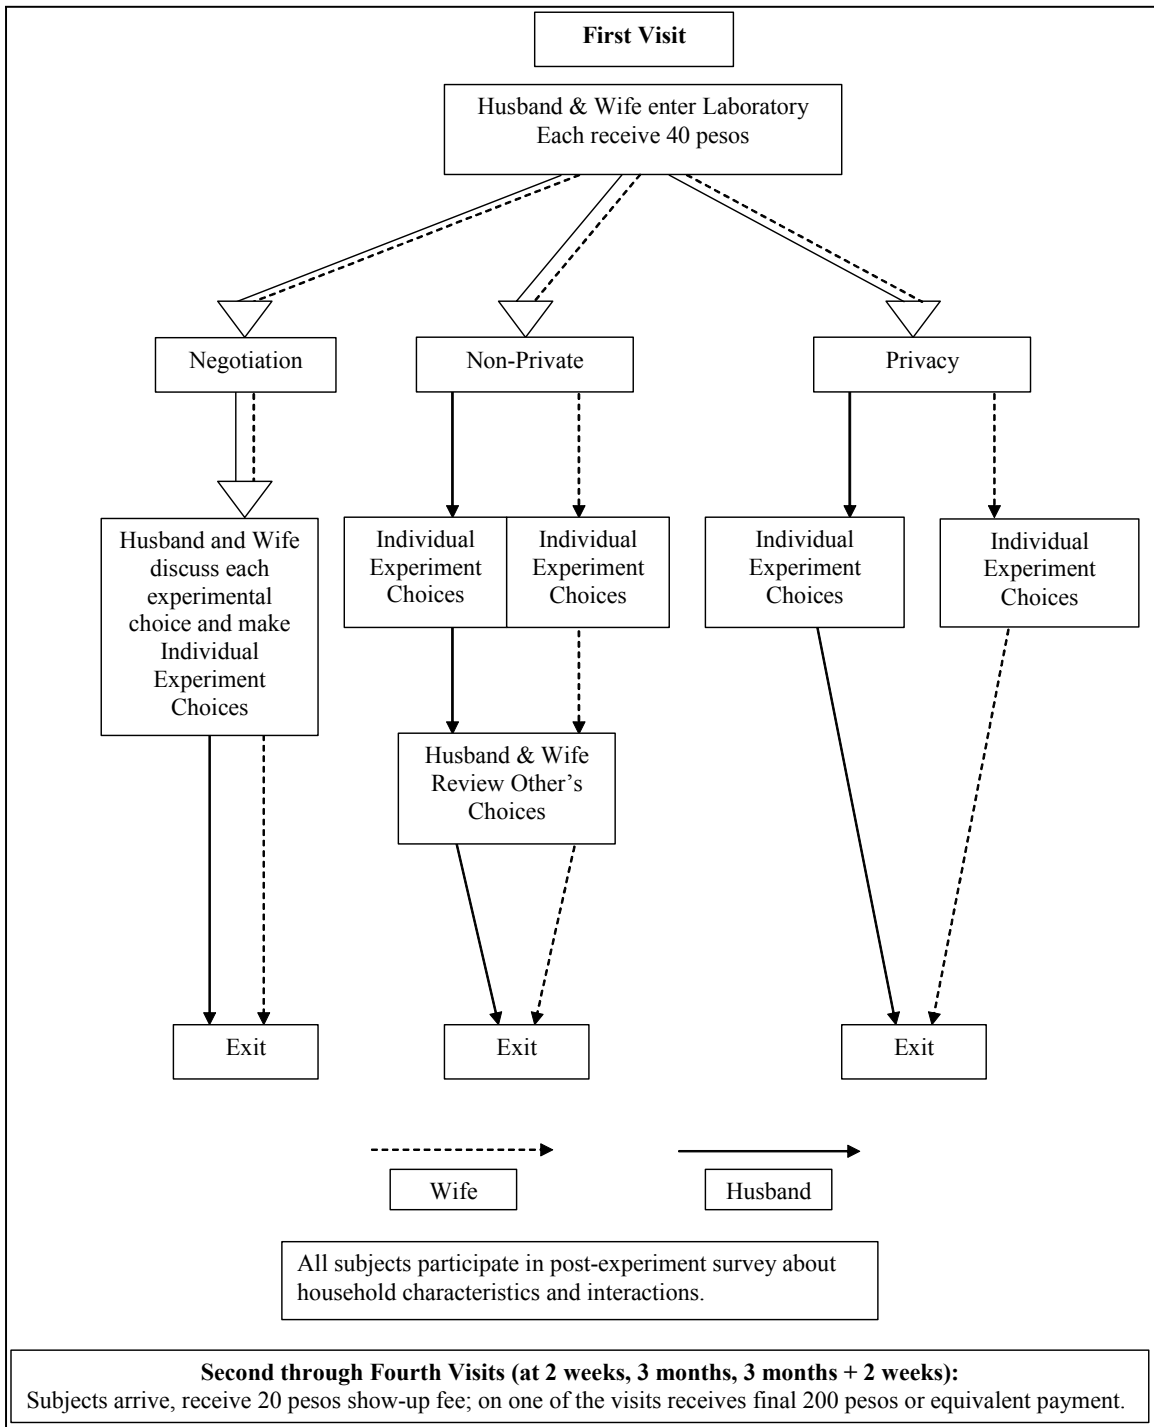 First Visit
Husband & Wife enter Laboratory
Each receive 40 pesos
Negotiation
Non-Private
Privacy
Husband and Wife
discuss each
experimental
choice and make
Individual
Experiment
Choices
Individual
Experiment
Choices
Individual
Experiment
Choices
Individual
Experiment
Choices
Individual
Experiment
Choices
Husband & Wife
Review Other's
Choices
Exit
Exit
Exit
Wife
Husband
All subjects participate in post-experiment survey about
household characteristics and interactions.
Second through Fourth Visits (at 2 weeks, 3 months, 3 months + 2 weeks):
Subjects arrive, receive 20 pesos show-up fee; on one of the visits receives final 200 pesos or equivalent payment.